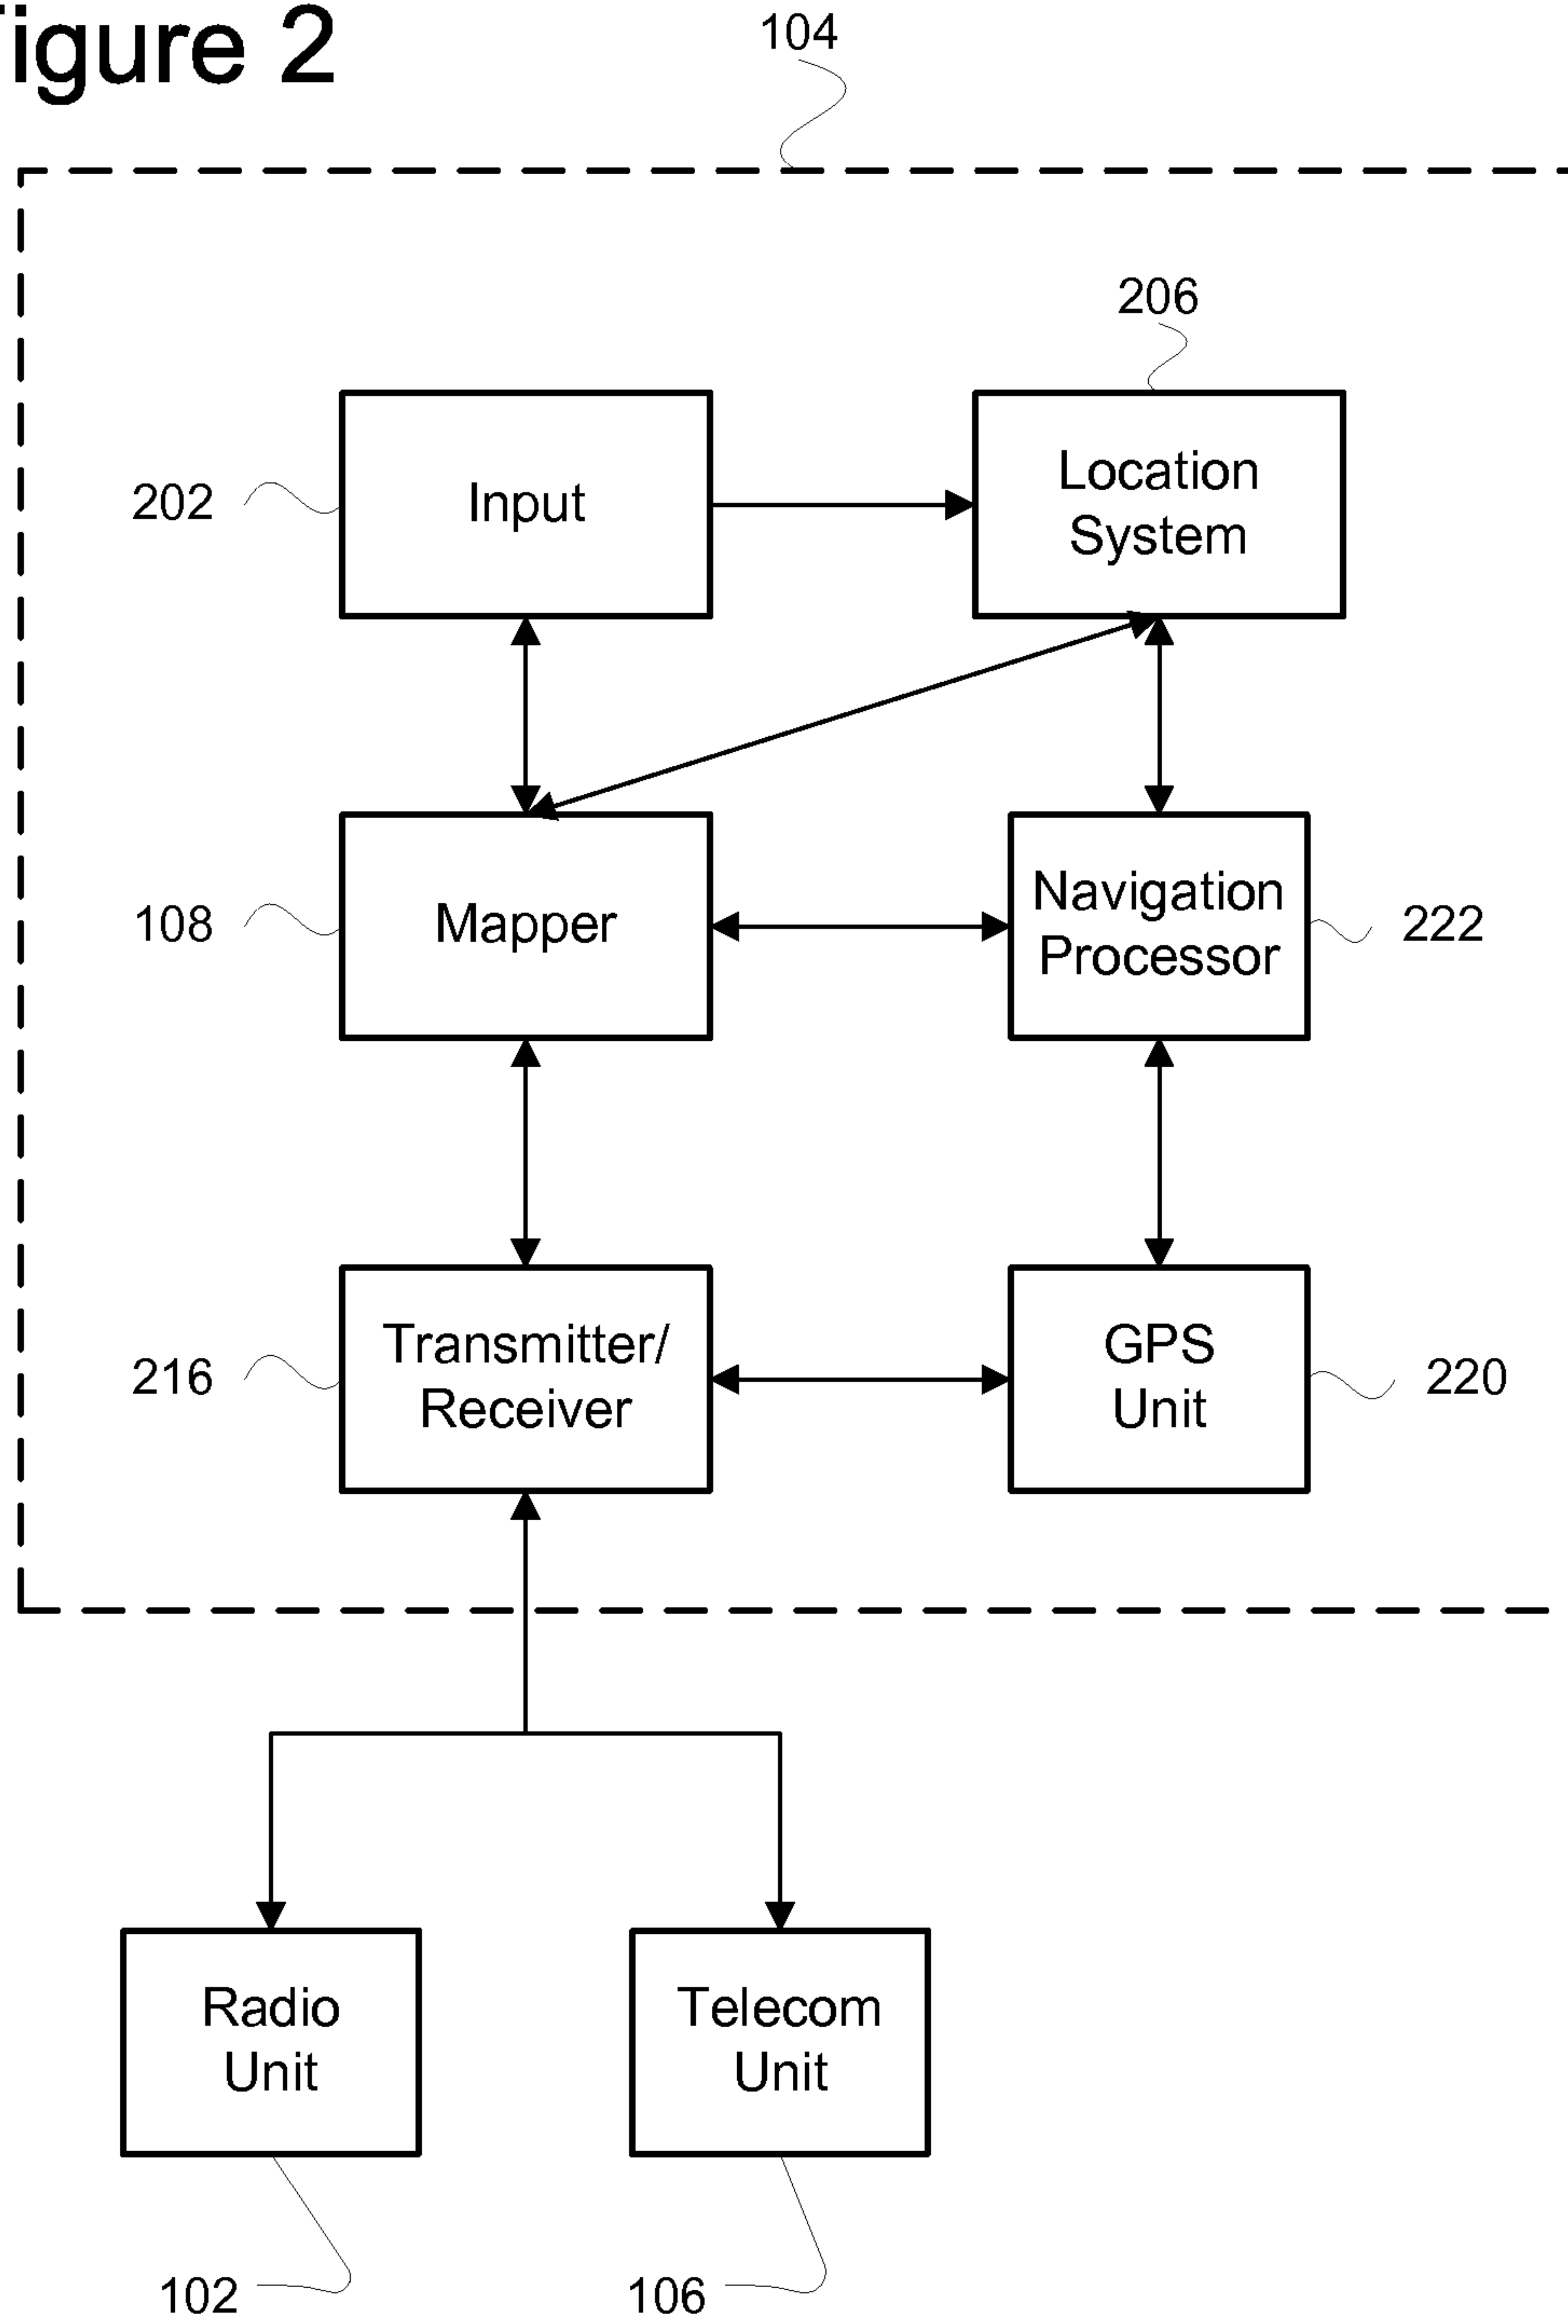 igure 2
104
206
202
Input
Location
System
108
Mapper
Navigation
Processor
222
216
Transmitter/
Receiver
GPS
Unit
220
Radio
Unit
Telecom
Unit
102
106